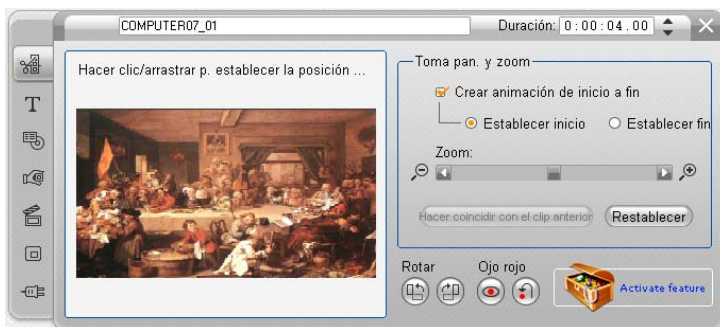 COMPUTER07_01
Duración: 0:00:04.00
Hacer clic/arrastrar p. establecer la posición ...
Toma pan. y zoom
Crear animación de inicio a fin
Establecer inicio
Establecer fin
Zoom:
Hacer coincidir con el clip anterior
Restablecer
Rotar
Ojo rojo
Activate feature
T